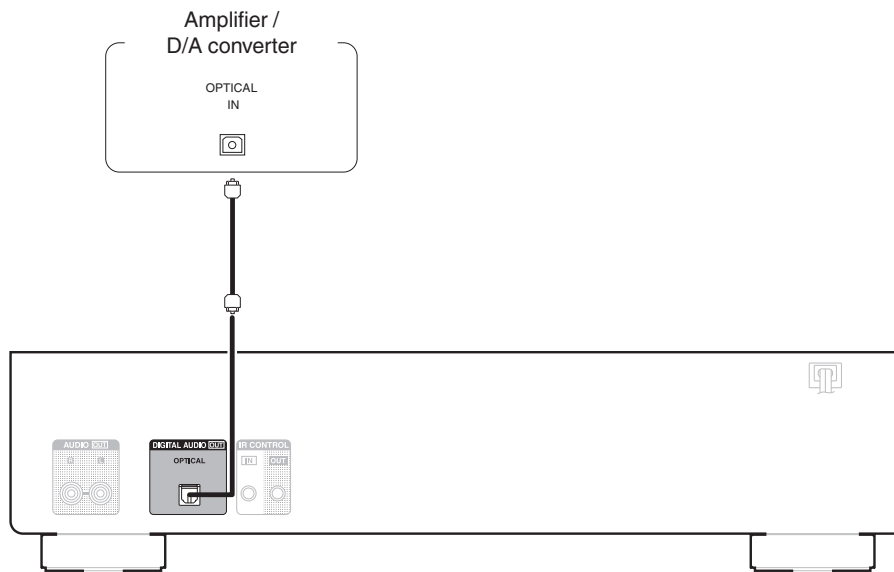 Amplifier /
D/A converter
OPTICAL
IN
AUDIO OUT
R L
DIGITAL AUDIO OUT
OPTICAL
IR CONTROL
IN OUT